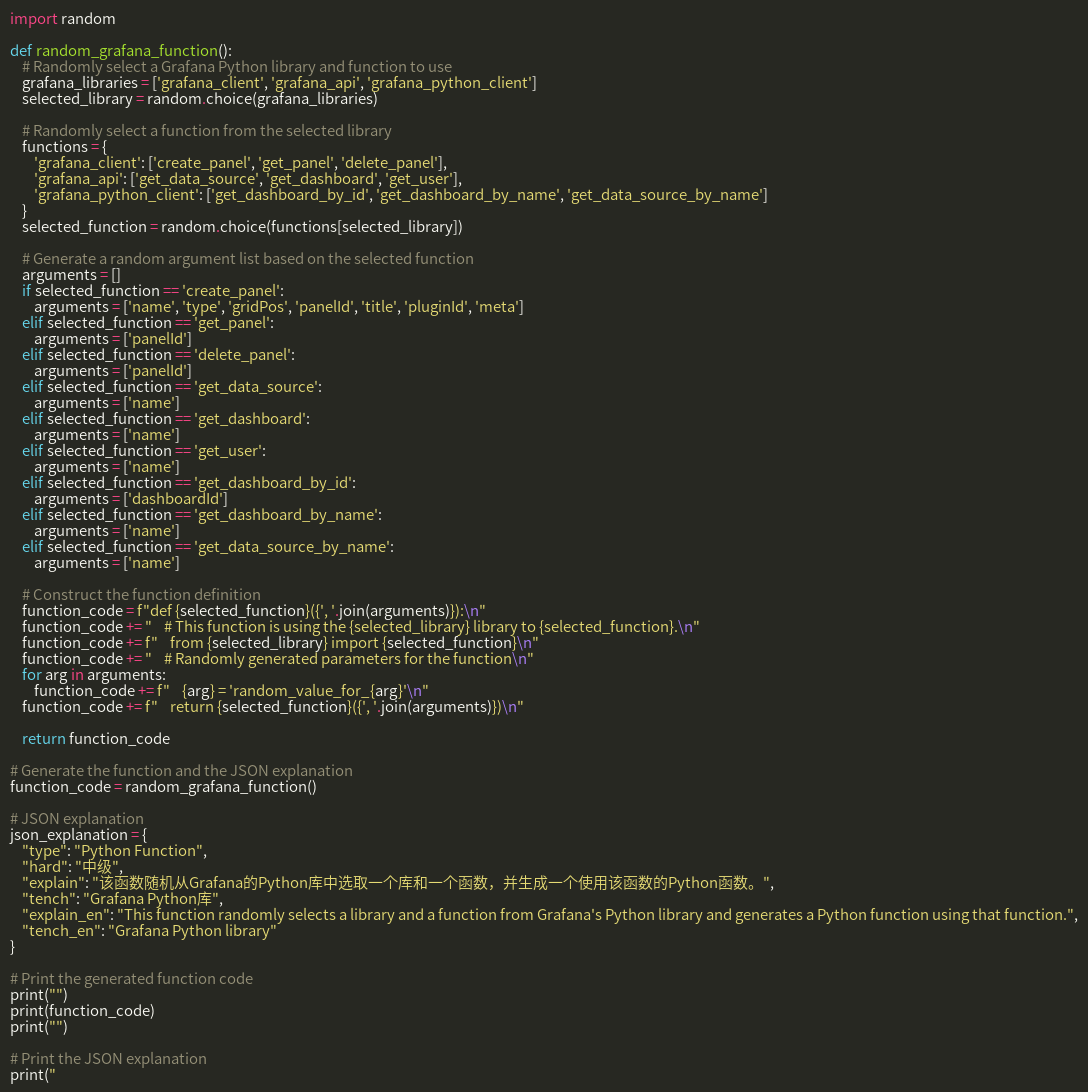 import random

def random_grafana_function():
    # Randomly select a Grafana Python library and function to use
    grafana_libraries = ['grafana_client', 'grafana_api', 'grafana_python_client']
    selected_library = random.choice(grafana_libraries)

    # Randomly select a function from the selected library
    functions = {
        'grafana_client': ['create_panel', 'get_panel', 'delete_panel'],
        'grafana_api': ['get_data_source', 'get_dashboard', 'get_user'],
        'grafana_python_client': ['get_dashboard_by_id', 'get_dashboard_by_name', 'get_data_source_by_name']
    }
    selected_function = random.choice(functions[selected_library])

    # Generate a random argument list based on the selected function
    arguments = []
    if selected_function == 'create_panel':
        arguments = ['name', 'type', 'gridPos', 'panelId', 'title', 'pluginId', 'meta']
    elif selected_function == 'get_panel':
        arguments = ['panelId']
    elif selected_function == 'delete_panel':
        arguments = ['panelId']
    elif selected_function == 'get_data_source':
        arguments = ['name']
    elif selected_function == 'get_dashboard':
        arguments = ['name']
    elif selected_function == 'get_user':
        arguments = ['name']
    elif selected_function == 'get_dashboard_by_id':
        arguments = ['dashboardId']
    elif selected_function == 'get_dashboard_by_name':
        arguments = ['name']
    elif selected_function == 'get_data_source_by_name':
        arguments = ['name']

    # Construct the function definition
    function_code = f"def {selected_function}({', '.join(arguments)}):\n"
    function_code += "    # This function is using the {selected_library} library to {selected_function}.\n"
    function_code += f"    from {selected_library} import {selected_function}\n"
    function_code += "    # Randomly generated parameters for the function\n"
    for arg in arguments:
        function_code += f"    {arg} = 'random_value_for_{arg}'\n"
    function_code += f"    return {selected_function}({', '.join(arguments)})\n"

    return function_code

# Generate the function and the JSON explanation
function_code = random_grafana_function()

# JSON explanation
json_explanation = {
    "type": "Python Function",
    "hard": "中级",
    "explain": "该函数随机从Grafana的Python库中选取一个库和一个函数，并生成一个使用该函数的Python函数。",
    "tench": "Grafana Python库",
    "explain_en": "This function randomly selects a library and a function from Grafana's Python library and generates a Python function using that function.",
    "tench_en": "Grafana Python library"
}

# Print the generated function code
print("")
print(function_code)
print("")

# Print the JSON explanation
print("